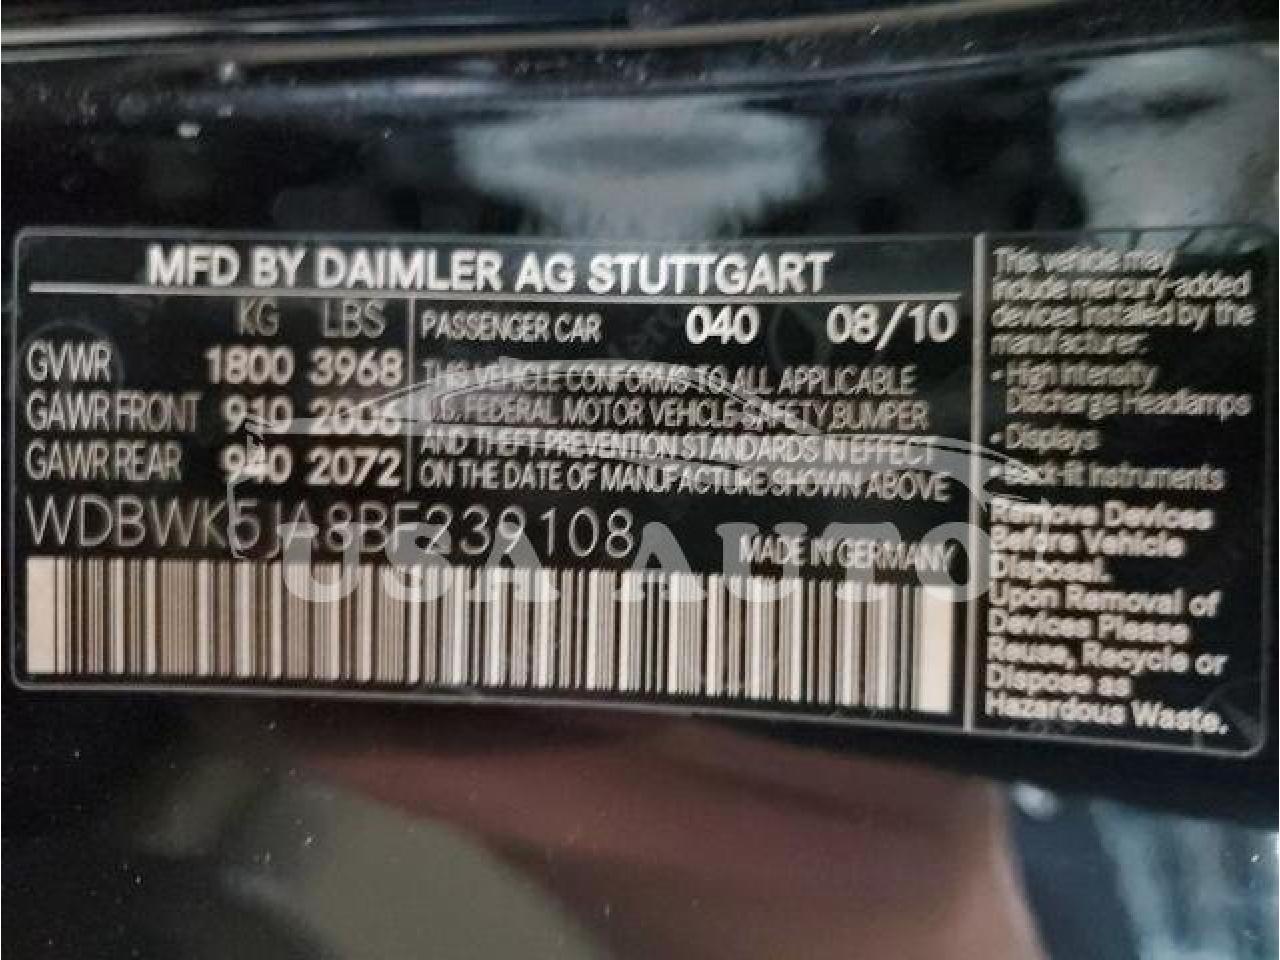 MFD BY DAIMLER AG STUTTGART
KG LBS
GVWR 1800 3968
GAWR FRONT 910 2006
GAWR REAR 940 2072
PASSENGER CAR 040 08/10
THIS VEHICLE CONFORMS TO ALL APPLICABLE
U.S. FEDERAL MOTOR VEHICLE SAFETY, BUMPER
AND THEFT PREVENTION STANDARDS IN EFFECT
ON THE DATE OF MANUFACTURE SHOWN ABOVE
WDBWK5JA8BF239108
MADE IN GERMANY
This vehicle may
include mercury-added
devices installed by the
manufacturer:
• High Intensity
Discharge Headlamps
• Displays
• Back-lit Instruments
Remove Devices
Before Vehicle
Disposal.
Upon Removal of
Devices Please
Reuse, Recycle or
Dispose as
Hazardous Waste.
USA AUTO